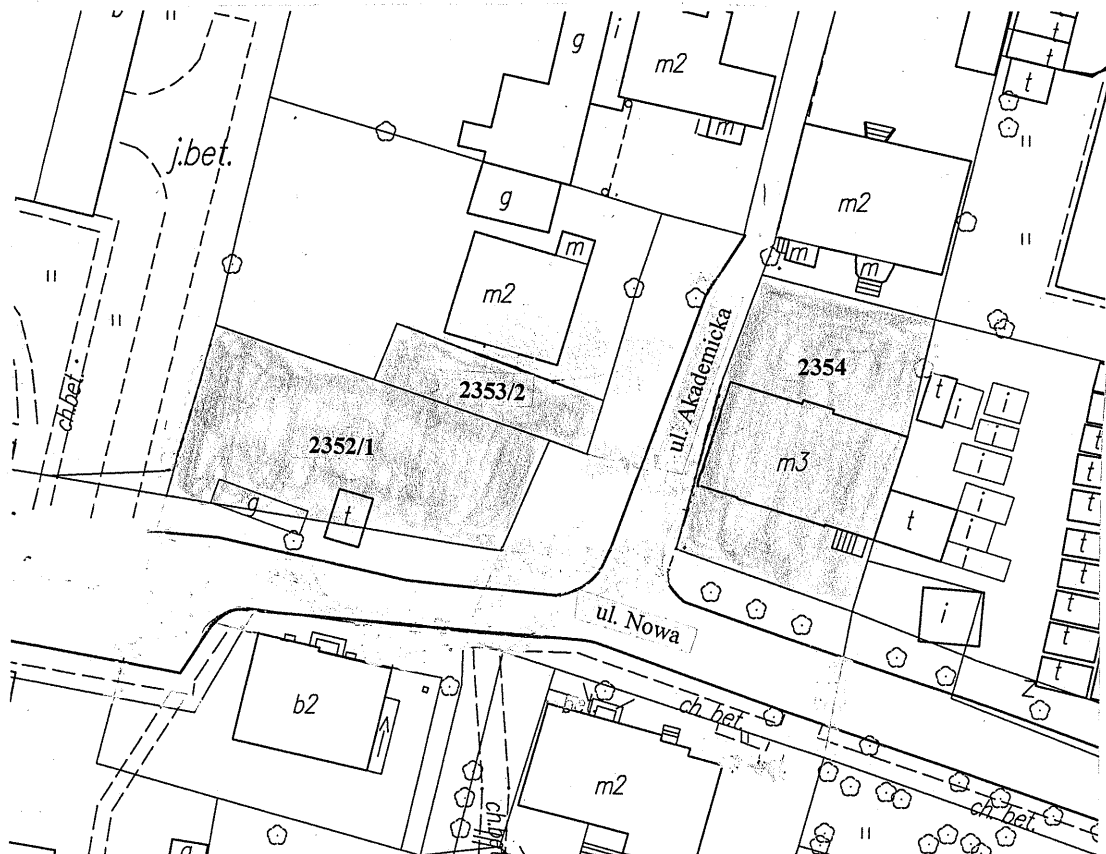 g
i
m2
m
t
t
t
j.bet.
g
m2
m
m2
m
m
ul. Akademicka
2354
2353/2
2352/1
m3
ch.bet.
g
t
t
i
i
i
i
i
i
i
t
i
t
t
t
t
t
t
t
t
ul. Nowa
b2
m2
ch. bet.
ch. bet.
g